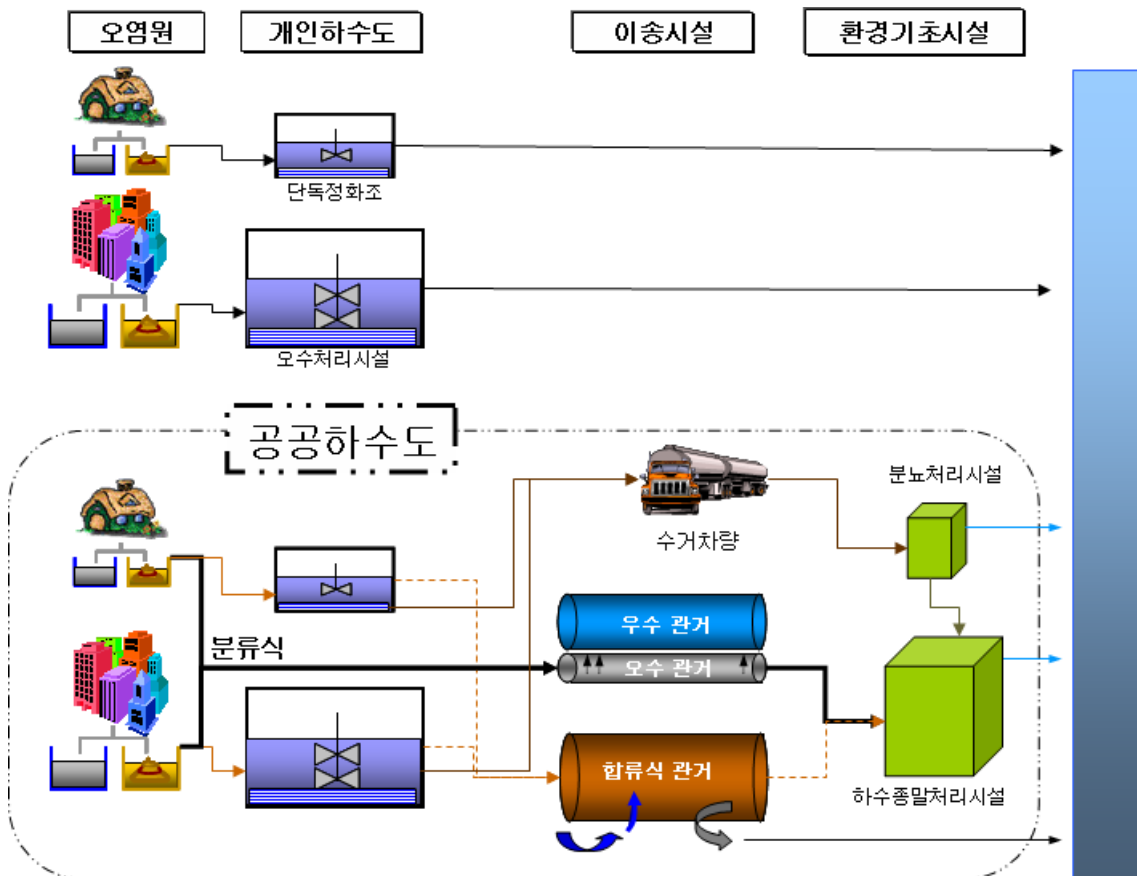 오염원
개인하수도
이송시설
환경기초시설
단독정화조
오수처리시설
공공하수도
분뇨처리시설
수거차량
우수 관거
분류식
오수 관거
합류식 관거
하수종말처리시설